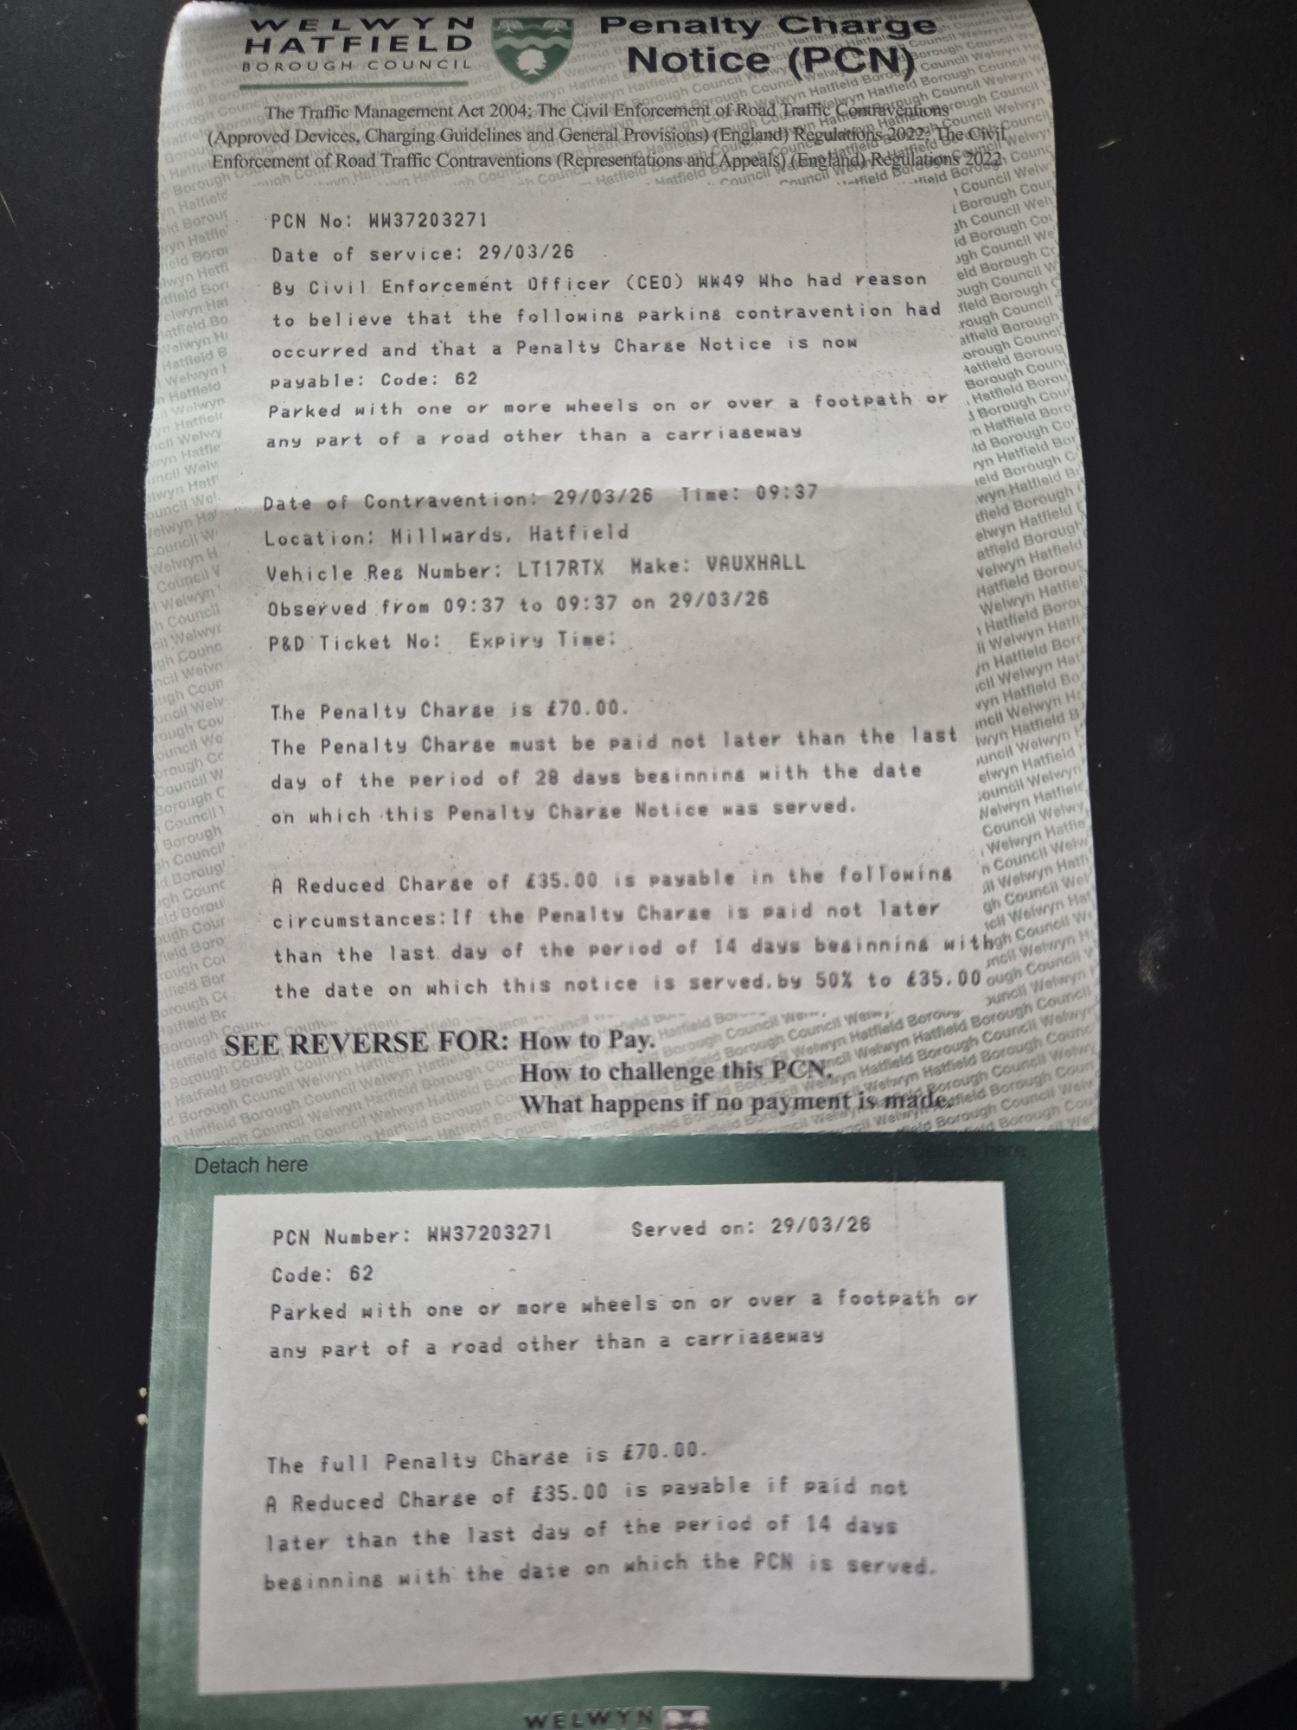 WELWYN
HATFIELD
BOROUGH COUNCIL
Penalty Charge
Notice (PCN)
The Traffic Management Act 2004; The Civil Enforcement of Road Traffic Contraventions
(Approved Devices, Charging Guidelines and General Provisions) (England) Regulations 2022; The Civil
Enforcement of Road Traffic Contraventions (Representations and Appeals) (England) Regulations 2022
PCN No: WW37203271
Date of service: 29/03/26
By Civil Enforcement Officer (CEO) WW49 Who had reason
to believe that the following parking contravention had
occurred and that a Penalty Charge Notice is now
payable: Code: 62
Parked with one or more wheels on or over a footpath or
any part of a road other than a carriageway
Date of Contravention: 29/03/26 Time: 09:37
Location: Millwards, Hatfield
Vehicle Reg Number: LT17RTX Make: VAUXHALL
Observed from 09:37 to 09:37 on 29/03/26
P&D Ticket No: Expiry Time:
The Penalty Charge is £70.00.
The Penalty Charge must be paid not later than the last
day of the period of 28 days beginning with the date
on which this Penalty Charge Notice was served.
A Reduced Charge of £35.00 is payable in the following
circumstances:If the Penalty Charge is paid not later
than the last day of the period of 14 days beginning with
the date on which this notice is served.by 50% to £35.00
SEE REVERSE FOR: How to Pay.
How to challenge this PCN.
What happens if no payment is made.
Detach here
PCN Number: WW37203271 Served on: 29/03/26
Code: 62
Parked with one or more wheels on or over a footpath or
any part of a road other than a carriageway
The full Penalty Charge is £70.00.
A Reduced Charge of £35.00 is payable if paid not
later than the last day of the period of 14 days
beginning with the date on which the PCN is served.
WELWYN